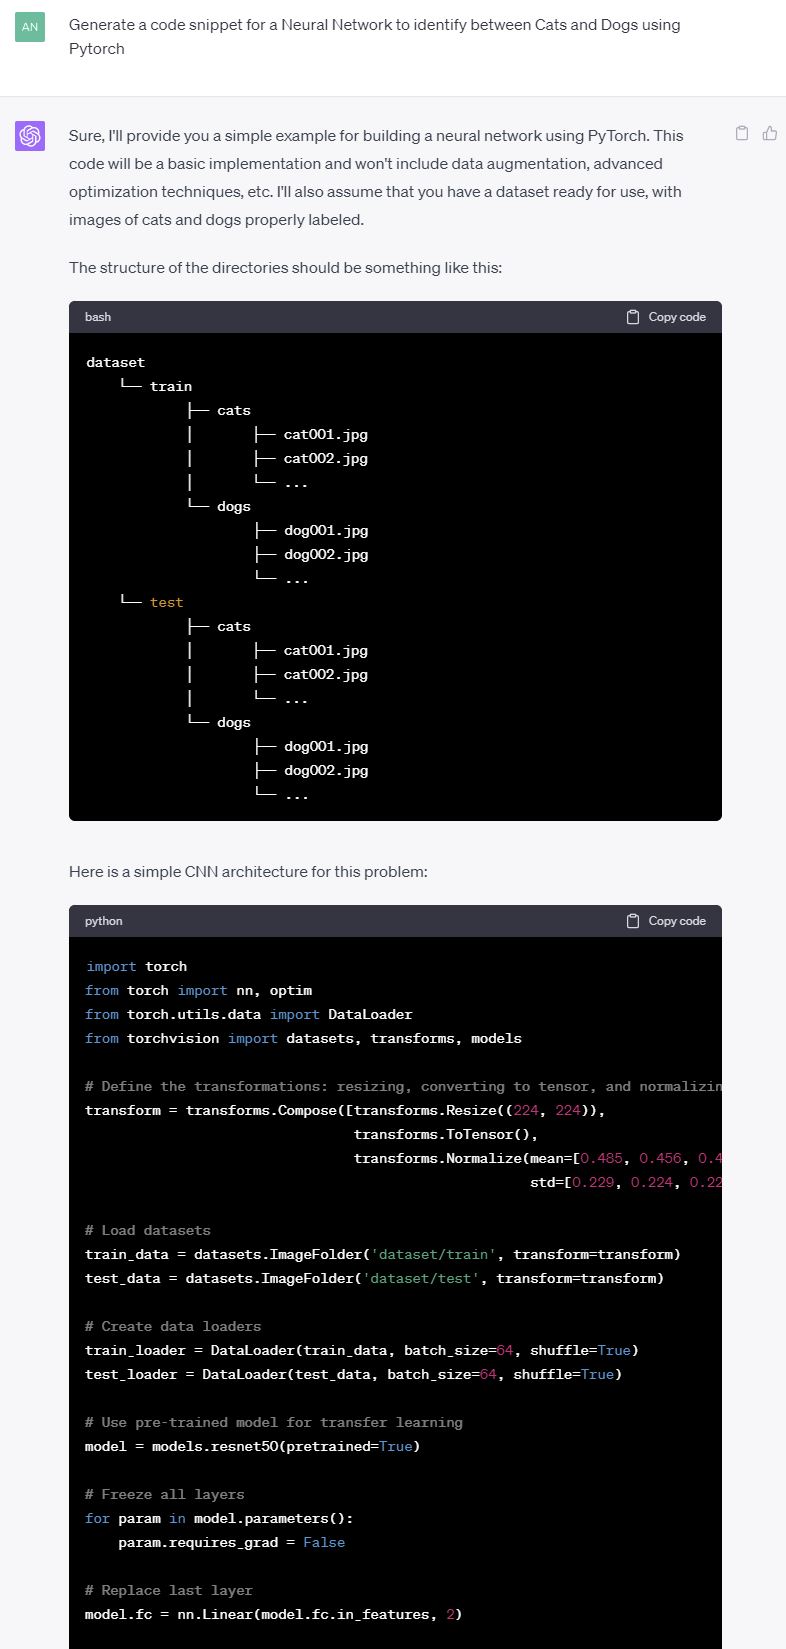 AN
Generate a code snippet for a Neural Network to identify between Cats and Dogs using
Pytorch
Sure, I'll provide you a simple example for building a neural network using PyTorch. This
code will be a basic implementation and won't include data augmentation, advanced
optimization techniques, etc. I'll also assume that you have a dataset ready for use, with
images of cats and dogs properly labeled.
The structure of the directories should be something like this:
bash Copy code
dataset
└── train
├── cats
│ ├── cat001.jpg
│ ├── cat002.jpg
│ └── ...
└── dogs
├── dog001.jpg
├── dog002.jpg
└── ...
└── test
├── cats
│ ├── cat001.jpg
│ ├── cat002.jpg
│ └── ...
└── dogs
├── dog001.jpg
├── dog002.jpg
└── ...
Here is a simple CNN architecture for this problem:
python Copy code
import torch
from torch import nn, optim
from torch.utils.data import DataLoader
from torchvision import datasets, transforms, models
# Define the transformations: resizing, converting to tensor, and normalizin
transform = transforms.Compose([transforms.Resize((224, 224)),
transforms.ToTensor(),
transforms.Normalize(mean=[0.485, 0.456, 0.4
std=[0.229, 0.224, 0.22
# Load datasets
train_data = datasets.ImageFolder('dataset/train', transform=transform)
test_data = datasets.ImageFolder('dataset/test', transform=transform)
# Create data loaders
train_loader = DataLoader(train_data, batch_size=64, shuffle=True)
test_loader = DataLoader(test_data, batch_size=64, shuffle=True)
# Use pre-trained model for transfer learning
model = models.resnet50(pretrained=True)
# Freeze all layers
for param in model.parameters():
param.requires_grad = False
# Replace last layer
model.fc = nn.Linear(model.fc.in_features, 2)